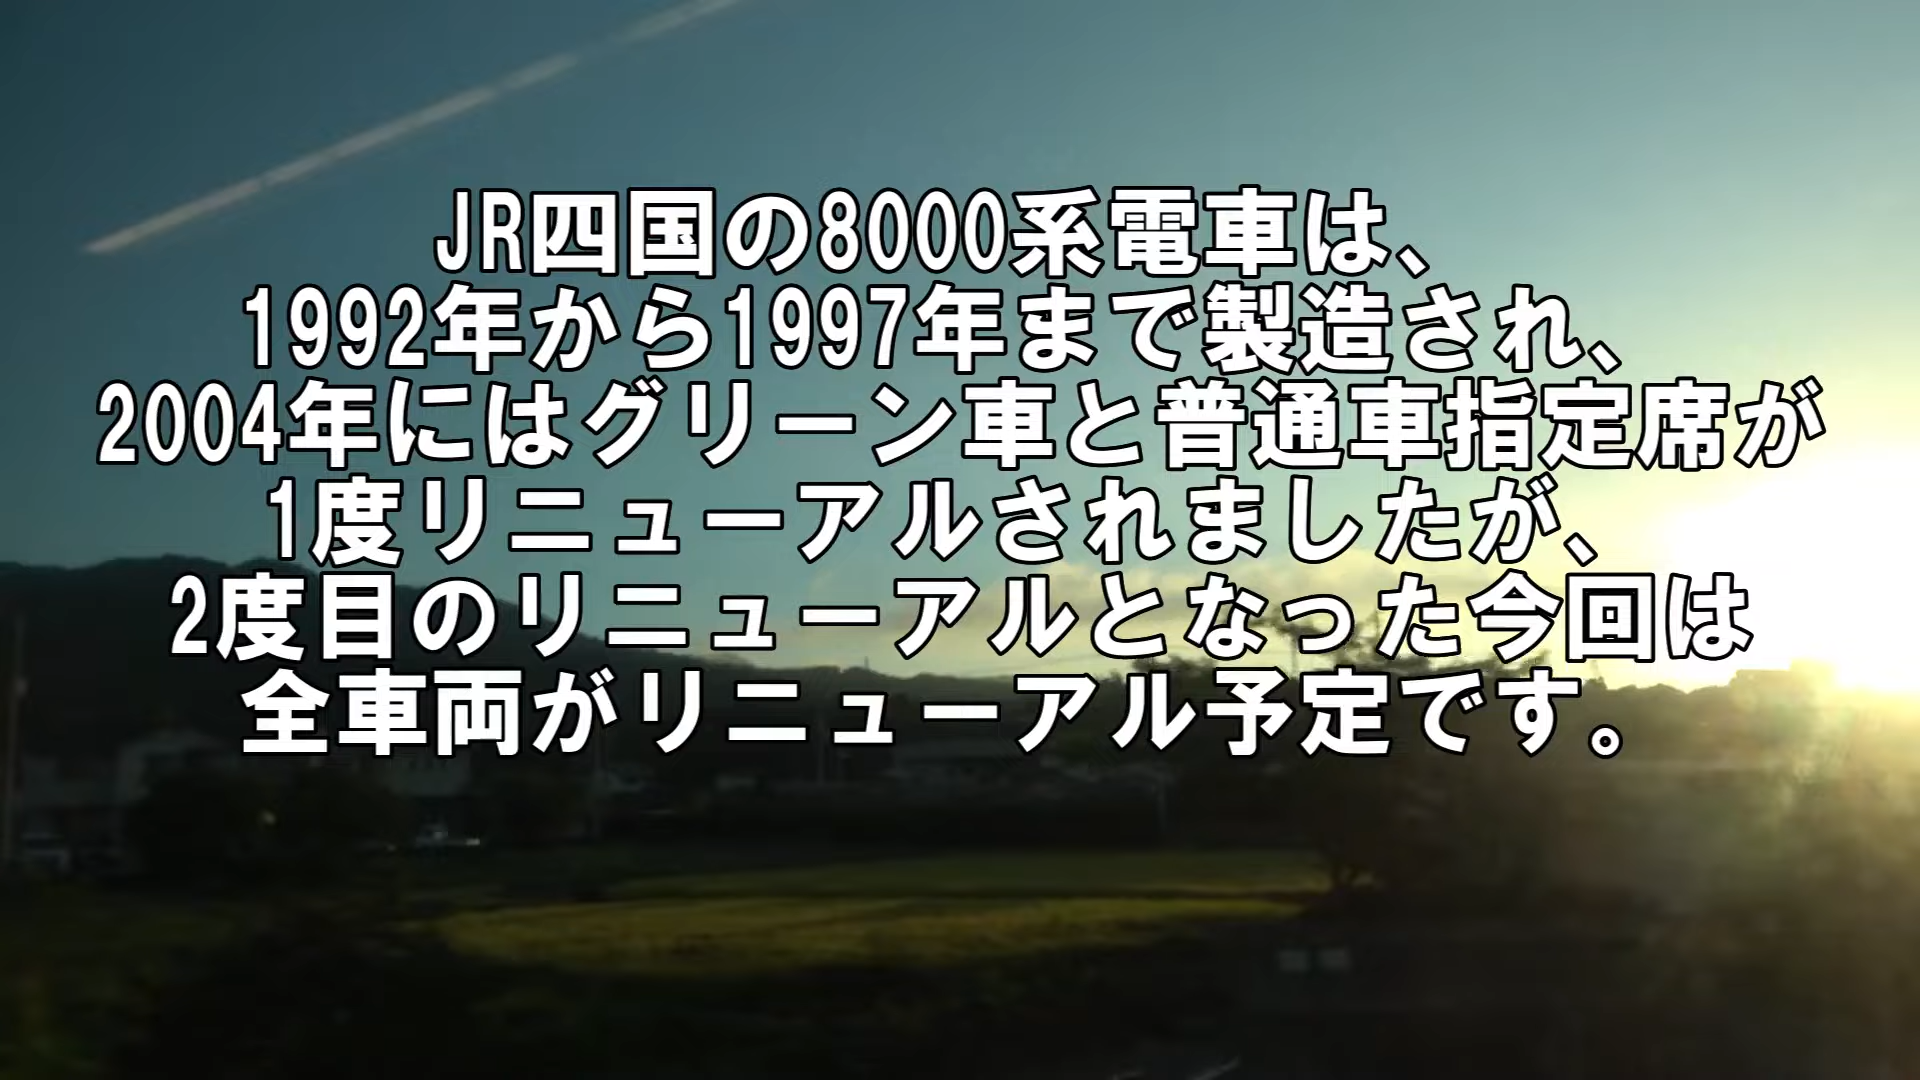 JR四国の8000系電車は、
1992年から1997年まで製造され、
2004年にはグリーン車と普通車指定席が
1度リニューアルされましたが、
2度目のリニューアルとなった今回は
全車両がリニューアル予定です。